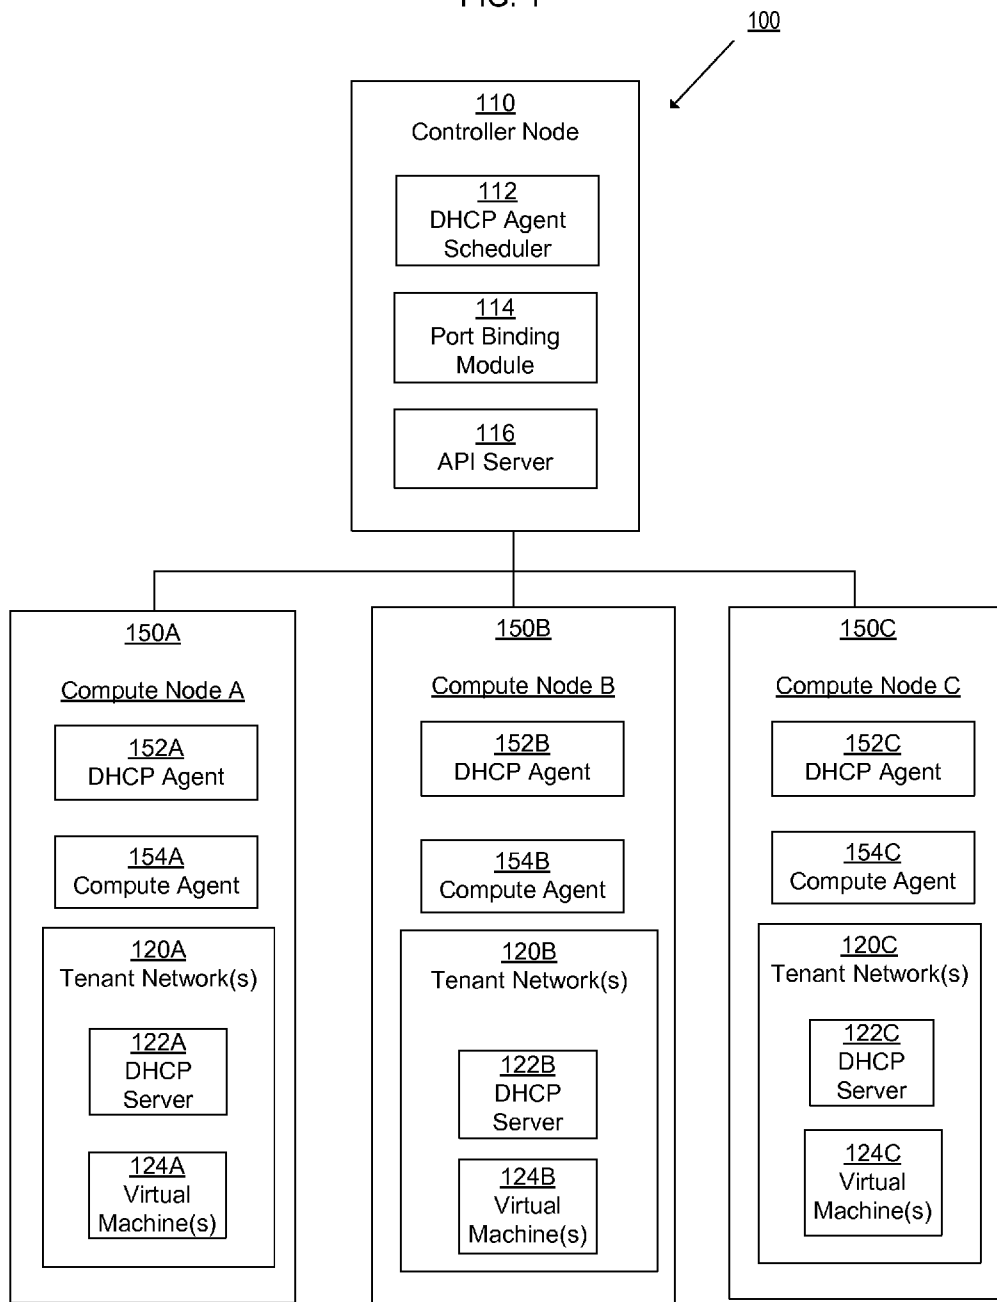 FIG. 1
100
110
Controller Node
112
DHCP Agent
Scheduler
114
Port Binding
Module
116
API Server
150A
Compute Node A
152A
DHCP Agent
154A
Compute Agent
120A
Tenant Network(s)
122A
DHCP
Server
124A
Virtual
Machine(s)
150B
Compute Node B
152B
DHCP Agent
154B
Compute Agent
120B
Tenant Network(s)
122B
DHCP
Server
124B
Virtual
Machine(s)
150C
Compute Node C
152C
DHCP Agent
154C
Compute Agent
120C
Tenant Network(s)
122C
DHCP
Server
124C
Virtual
Machine(s)